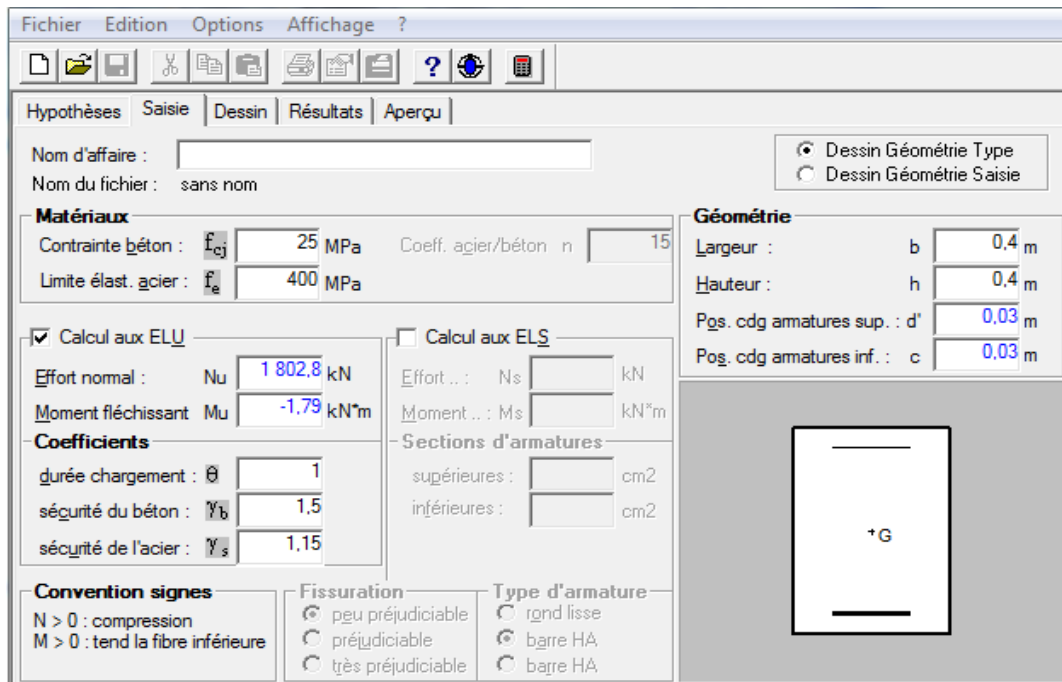 Fichier Edition Options Affichage ?
Hypothèses Saisie Dessin Résultats Aperçu
Nom d'affaire :
Nom du fichier : sans nom
Dessin Géométrie Type
Dessin Géométrie Saisie
Matériaux
Contrainte béton : fcj 25 MPa Coeff. acier/béton n 15
Limite élast. acier : fe 400 MPa
Géométrie
Largeur : b 0,4 m
Hauteur : h 0,4 m
Pos. cdg armatures sup. : d' 0,03 m
Pos. cdg armatures inf. : c 0,03 m
Calcul aux ELU
Effort normal : Nu 1 802,8 kN
Moment fléchissant Mu -1,79 kN*m
Coefficients
durée chargement : θ 1
sécurité du béton : γb 1,5
sécurité de l'acier : γs 1,15
Calcul aux ELS
Effort .. : Ns kN
Moment .. : Ms kN*m
Sections d'armatures
supérieures : cm2
inférieures : cm2
+G
Convention signes
N > 0 : compression
M > 0 : tend la fibre inférieure
Fissuration
peu préjudiciable
préjudiciable
très préjudiciable
Type d'armature
rond lisse
barre HA
barre HA